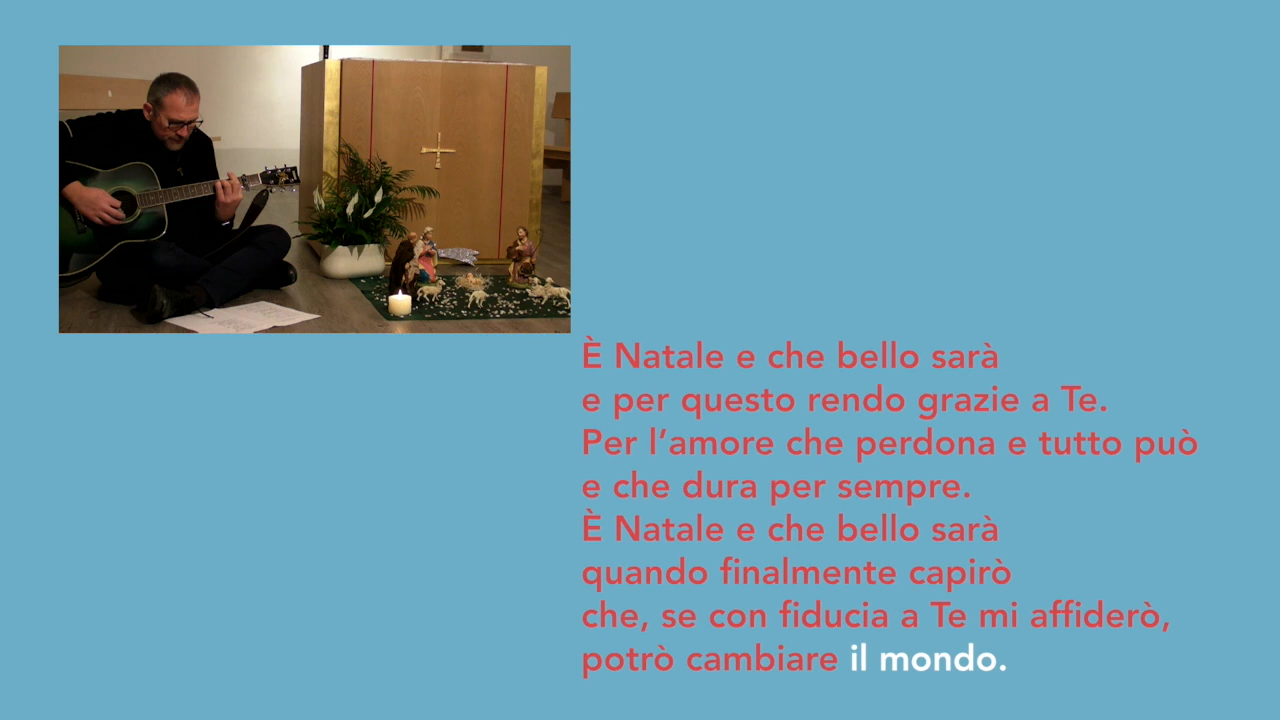 È Natale e che bello sarà
e per questo rendo grazie a Te.
Per l’amore che perdona e tutto può
e che dura per sempre.
È Natale e che bello sarà
quando finalmente capirò
che, se con fiducia a Te mi affiderò,
potrò cambiare il mondo.